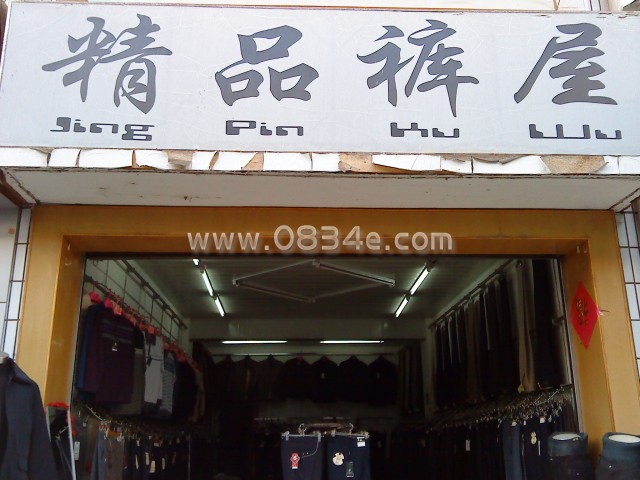 精品裤屋
Jing Pin Ku Wu
www.0834e.com